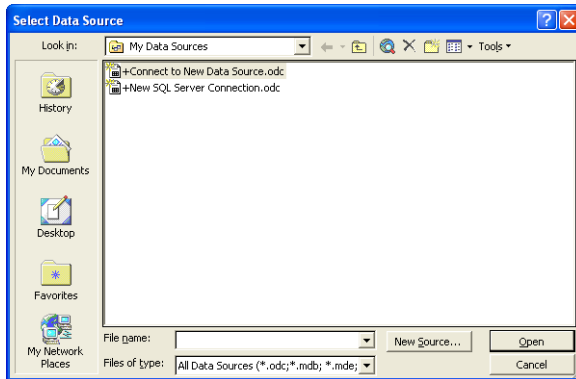 Select Data Source
Look in: My Data Sources Tools
+Connect to New Data Source.odc
+New SQL Server Connection.odc
History
My Documents
Desktop
Favorites
My Network
Places
File name: New Source... Open
Files of type: All Data Sources (*.odc;*.mdb; *.mde; Cancel